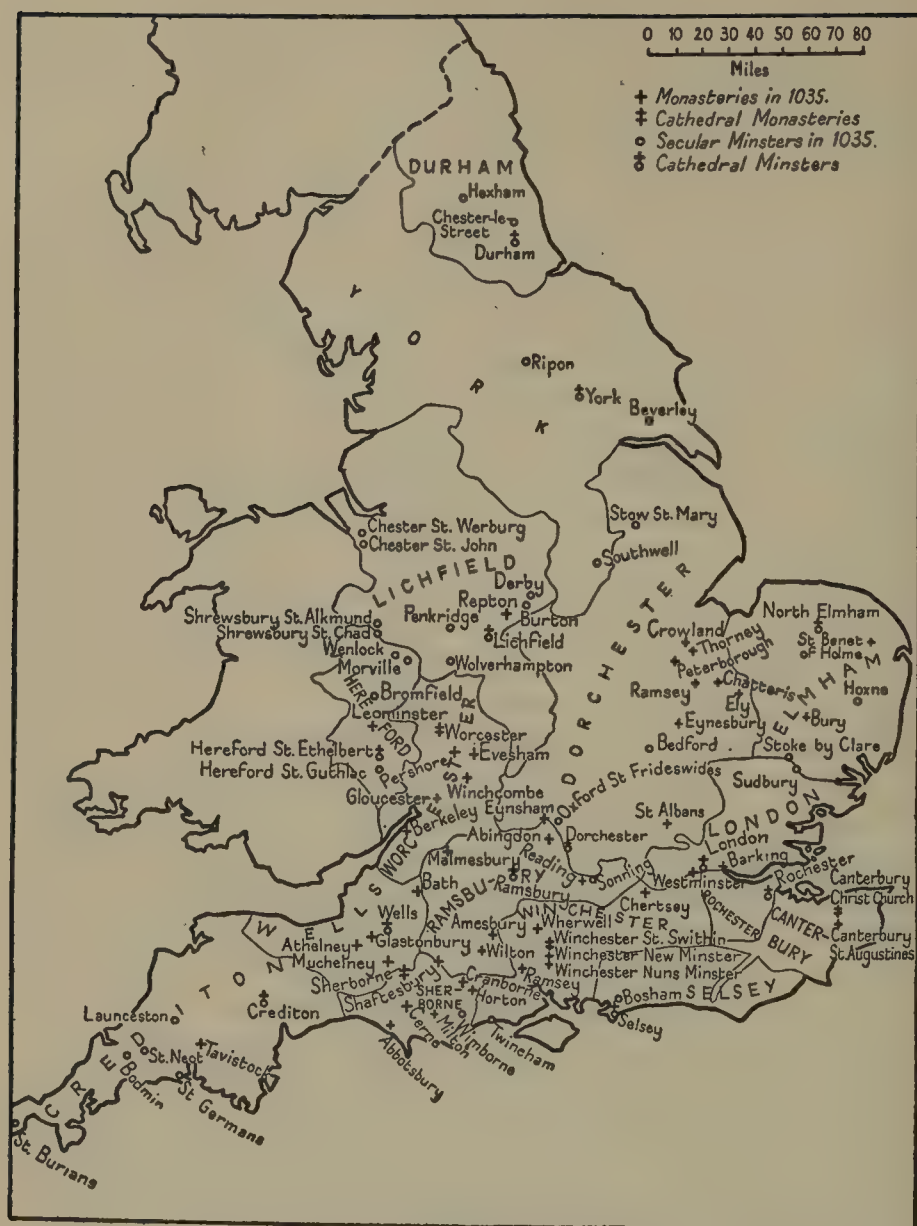 0 10 20 30 40 50 60 70 80
Miles
Monasteries in 1035.
Cathedral Monasteries
Secular Minsters in 1035.
Cathedral Minsters
DURHAM
Hexham
Chester-le-
Street
Durham
YORK
Ripon
York
Beverley
Stow St. Mary
Southwell
Chester St. Werburg
Chester St. John
LICHFIELD
Derby
Repton
Burton
Penkridge
Lichfield
Shrewsbury St. Alkmund
Shrewsbury St. Chad
Wenlock
Morville
Wolverhampton
DORCHESTER
Crowland
Thorney
Peterborough
Ramsey
Chatteris
Ely
Eynesbury
Bedford
North Elmham
St. Benet
of Holme
ELMHAM
Hoxne
Bury
Stoke by Clare
Sudbury
HEREFORD
Bromfield
Leominster
Hereford St. Ethelbert
Hereford St. Guthlac
WORCESTER
Worcester
Pershore
Evesham
Winchcombe
Gloucester
Berkeley
Eynsham
Oxford St Frideswides
St Albans
LONDON
London
Barking
Westminster
Abingdon
Dorchester
Malmesbury
Reading
Sonning
RAMSBURY
Ramsbury
Bath
Chertsey
Rochester
ROCHESTER
Canterbury
Christ Church
CANTER-
BURY
Canterbury
St. Augustines
WELLS
Wells
Glastonbury
Athelney
Muchelney
Amesbury
WINCHESTER
Wherwell
Wilton
Winchester St. Swithin
Winchester New Minster
Winchester Nuns Minster
Ramsey
Sherborne
Shaftesbury
SHER-
BORNE
Cranborne
Horton
Wimborne
Milton
Cerne
Abbotsbury
Twineham
Bosham
SELSEY
Selsey
CREDITON
Crediton
Launceston
Tavistock
St. Neot
Bodmin
St Germans
St. Burians